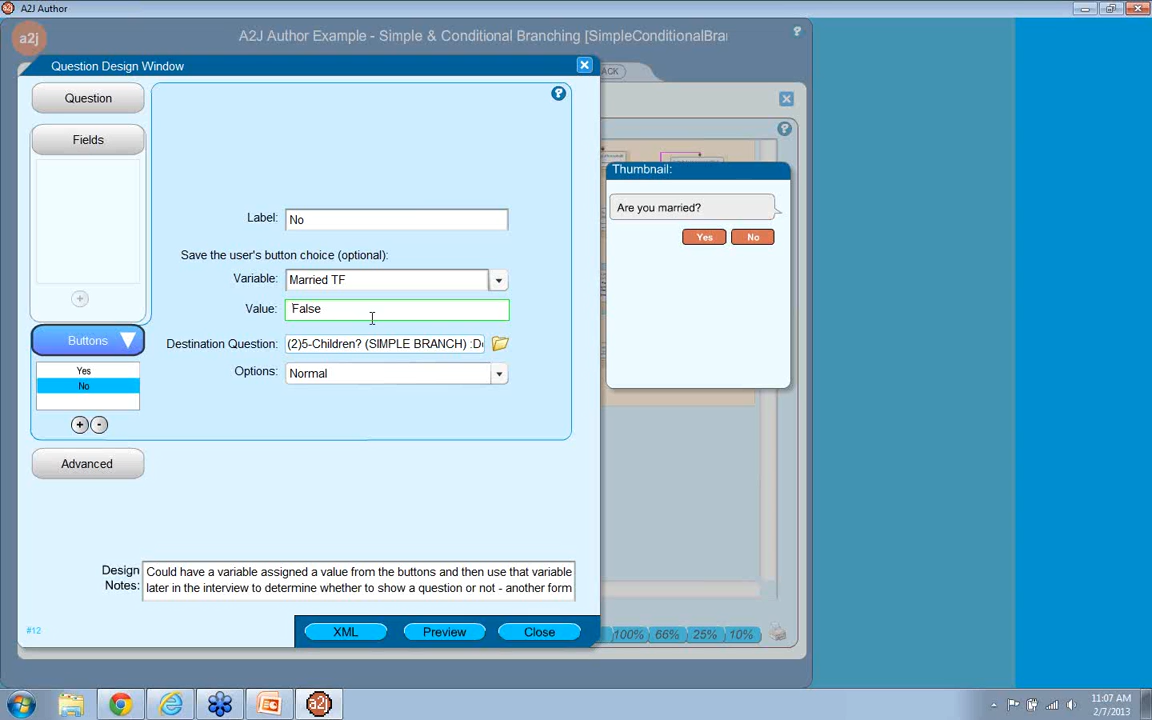 A2J Author
a2j
A2J Author Example - Simple & Conditional Branching [SimpleConditionalBra
?
Question Design Window
ACK
Question
?
?
Fields
Thumbnail:
Are you married?
Label: No
Yes No
Save the user's button choice (optional):
Variable: Married TF
Value: False
+
Buttons
Destination Question: (2)5-Children? (SIMPLE BRANCH) :D
Yes
Options: Normal
No
+ -
Advanced
Design Notes:
Could have a variable assigned a value from the buttons and then use that variable
later in the interview to determine whether to show a question or not - another form
#12
XML Preview Close
100% 66% 25% 10%
11:07 AM
2/7/2013